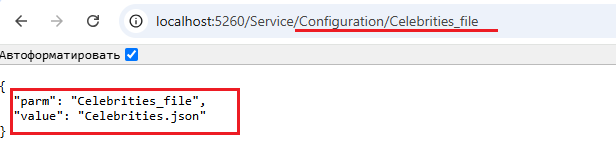 localhost:5260/Service/Configuration/Celebrities_file
Автоформатировать
{
"parm": "Celebrities_file",
"value": "Celebrities.json"
}